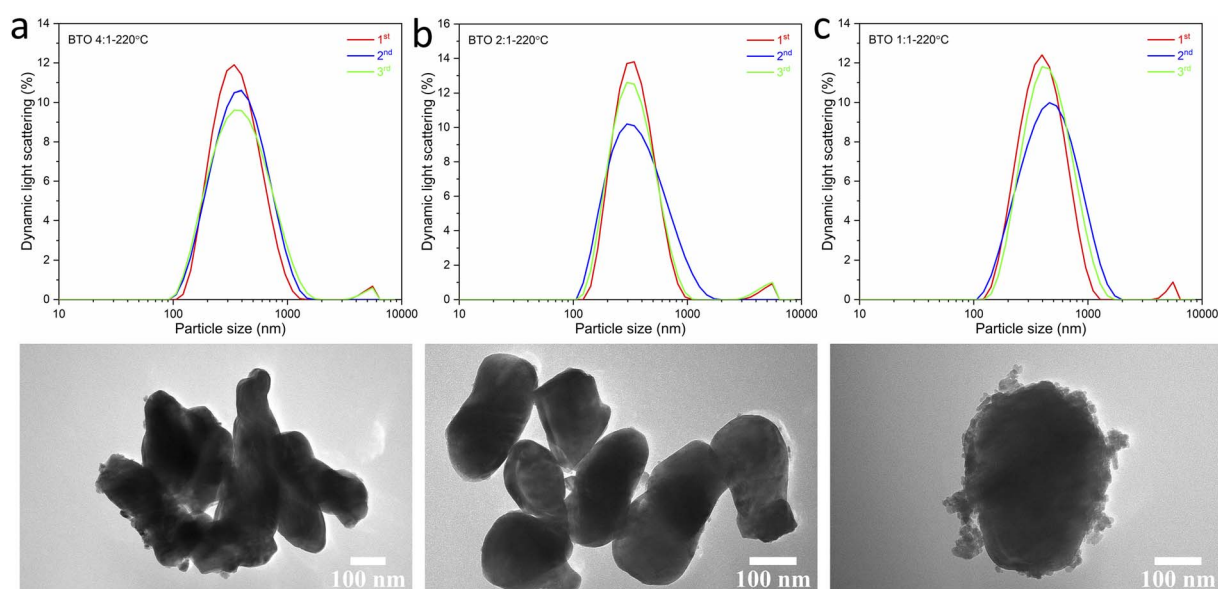 a
BTO 4:1-220°C
1st
2nd
3rd
14
12
10
8
6
4
2
0
Dynamic light scattering (%)
10
100
1000
10000
Particle size (nm)
b
BTO 2:1-220°C
1st
2nd
3rd
16
14
12
10
8
6
4
2
0
Dynamic light scattering (%)
10
100
1000
10000
Particle size (nm)
c
BTO 1:1-220°C
1st
2nd
3rd
14
12
10
8
6
4
2
0
Dynamic light scattering (%)
10
100
1000
10000
Particle size (nm)
100 nm
100 nm
100 nm